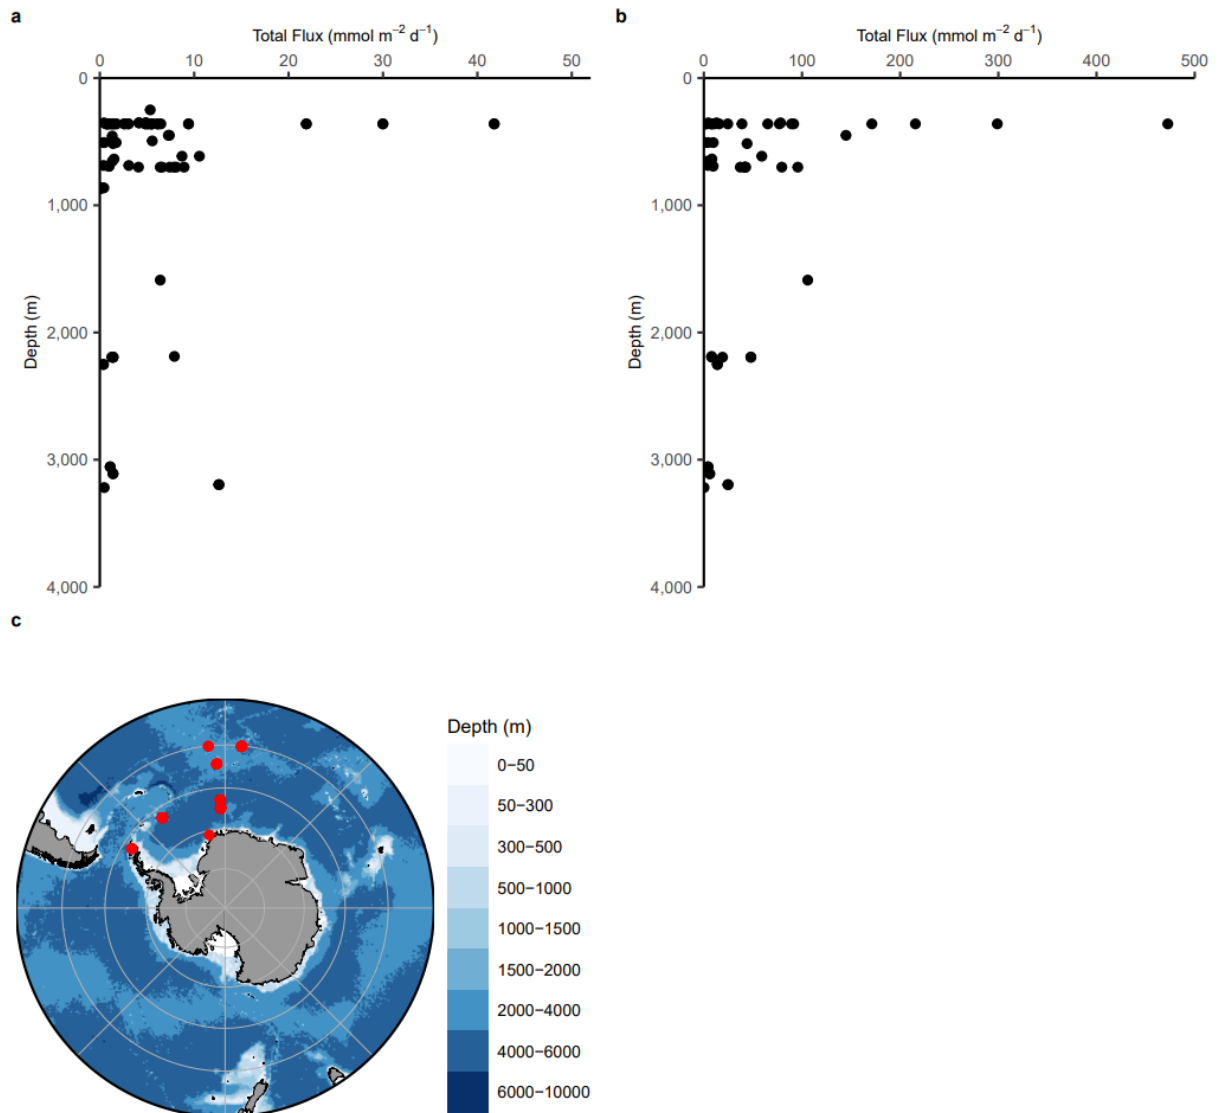 a
Total Flux (mmol m⁻² d⁻¹)
0 10 20 30 40 50
0
1,000
2,000
3,000
4,000
Depth (m)
b
Total Flux (mmol m⁻² d⁻¹)
0 100 200 300 400 500
0
1,000
2,000
3,000
4,000
Depth (m)
c
Depth (m)
0−50
50−300
300−500
500−1000
1000−1500
1500−2000
2000−4000
4000−6000
6000−10000